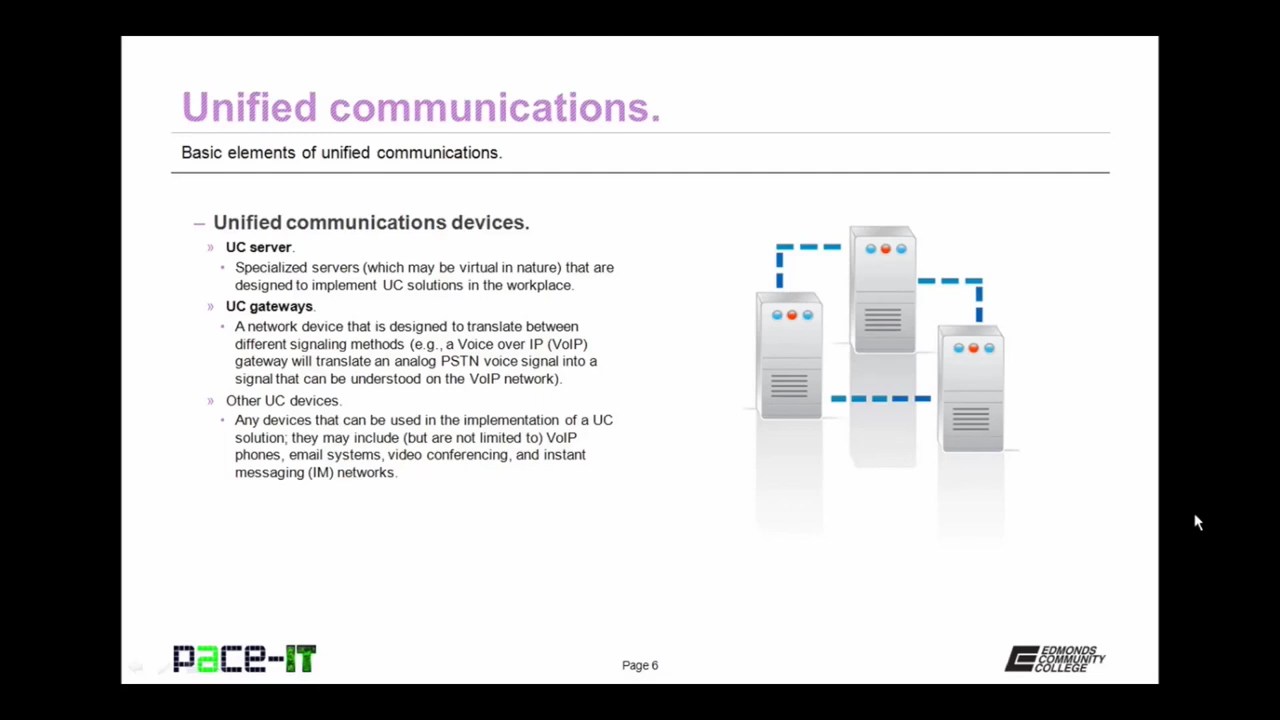 Unified communications.
Basic elements of unified communications.
– Unified communications devices.
» UC server.
• Specialized servers (which may be virtual in nature) that are
designed to implement UC solutions in the workplace.
» UC gateways.
• A network device that is designed to translate between
different signaling methods (e.g., a Voice over IP (VoIP)
gateway will translate an analog PSTN voice signal into a
signal that can be understood on the VoIP network).
» Other UC devices.
• Any devices that can be used in the implementation of a UC
solution; they may include (but are not limited to) VoIP
phones, email systems, video conferencing, and instant
messaging (IM) networks.
pace-IT
Page 6
EDMONDS
COMMUNITY
COLLEGE